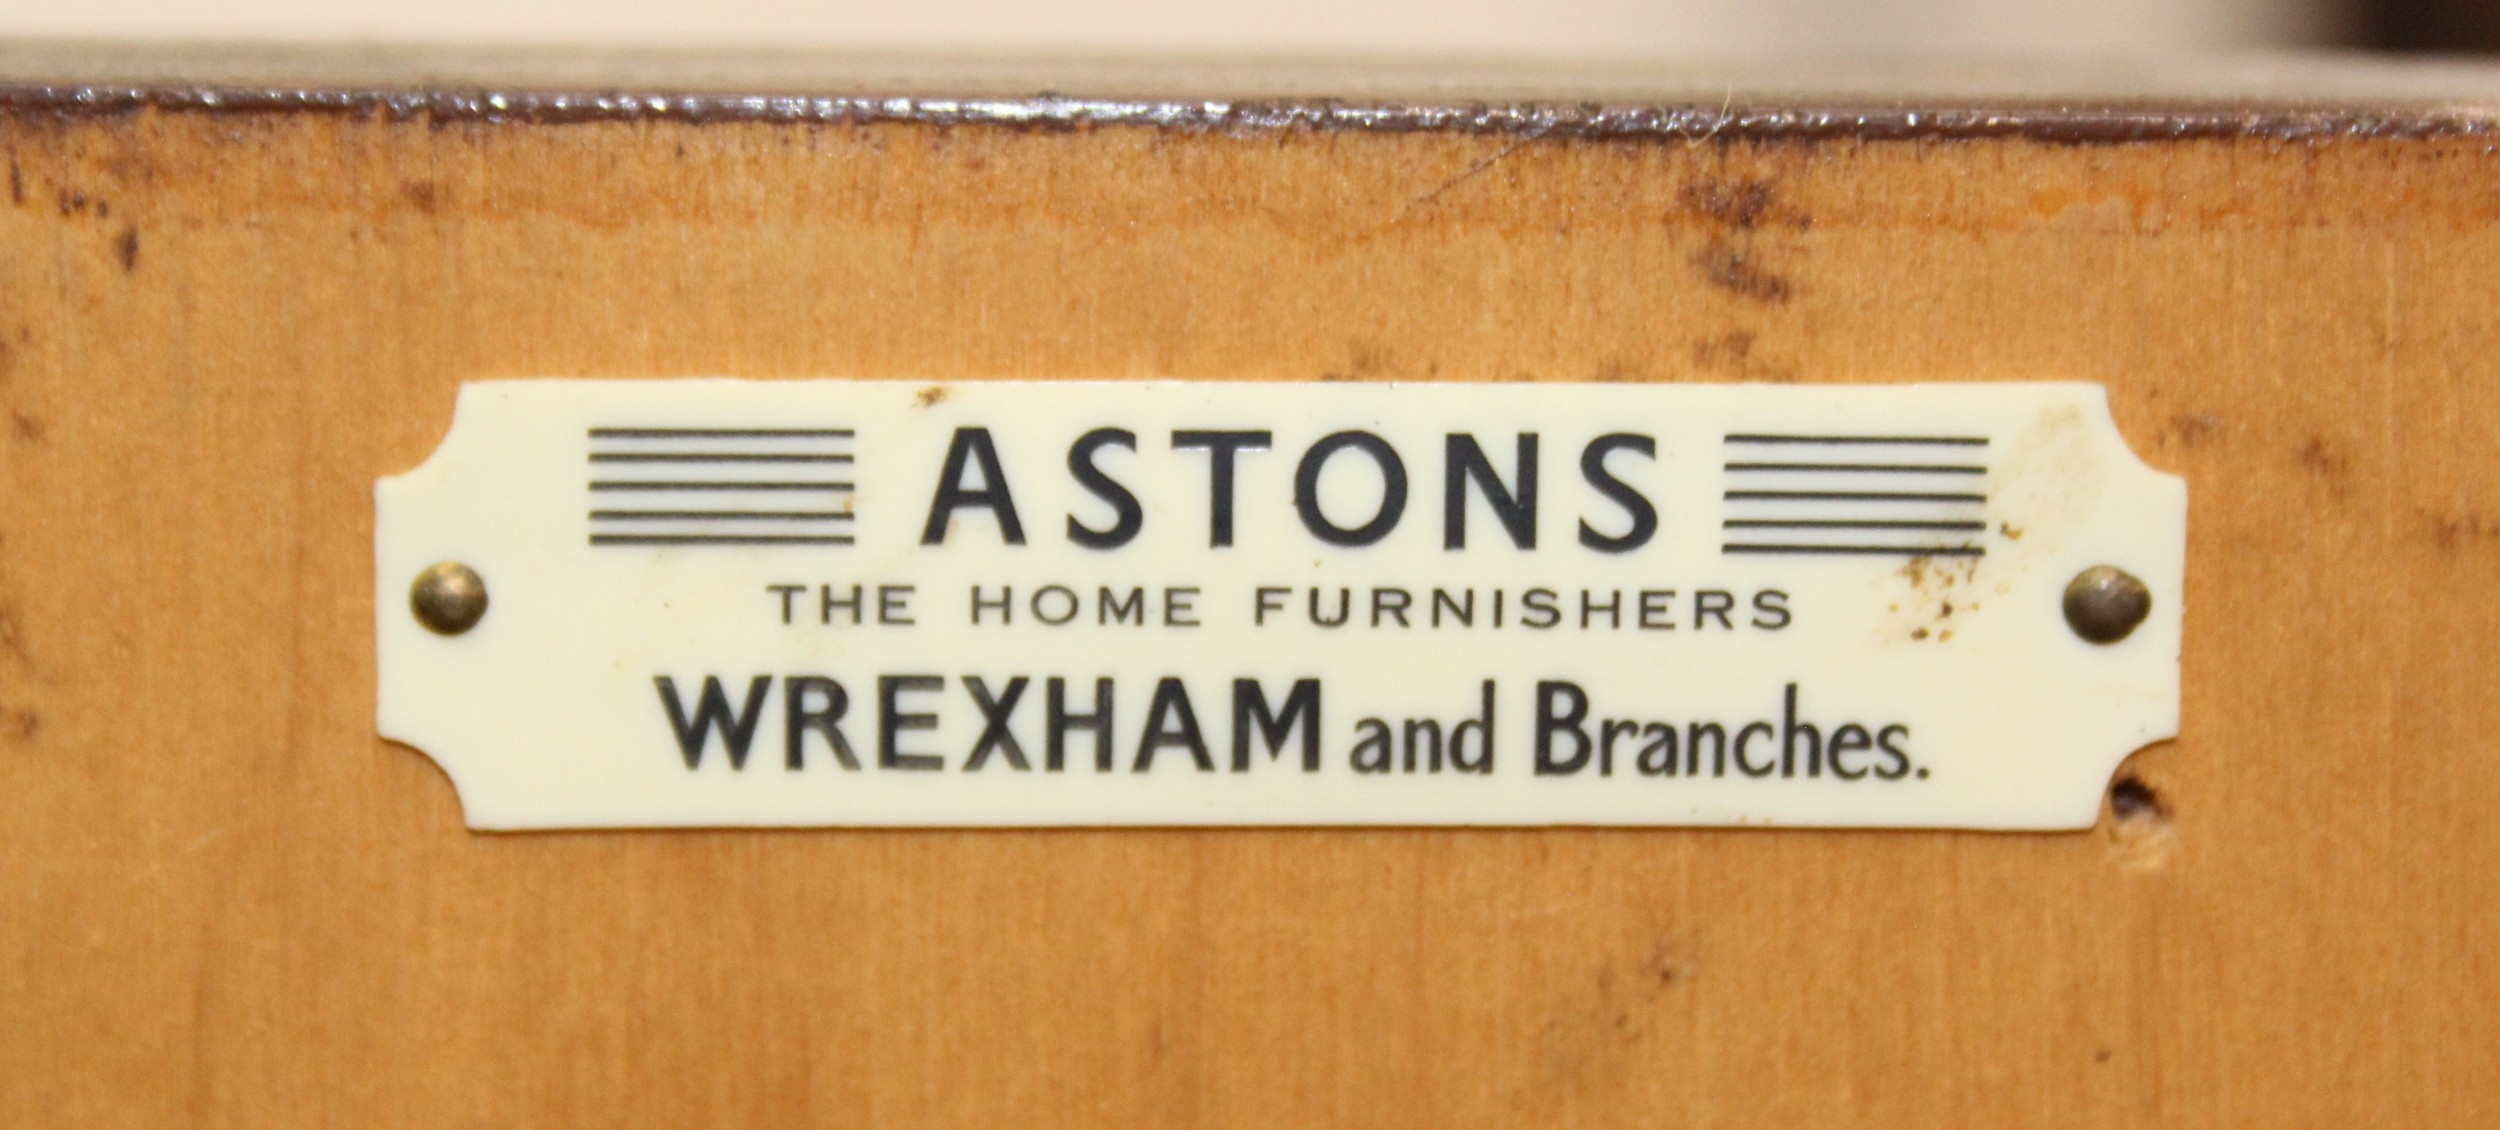 ASTONS
THE HOME FURNISHERS
WREXHAM and Branches.